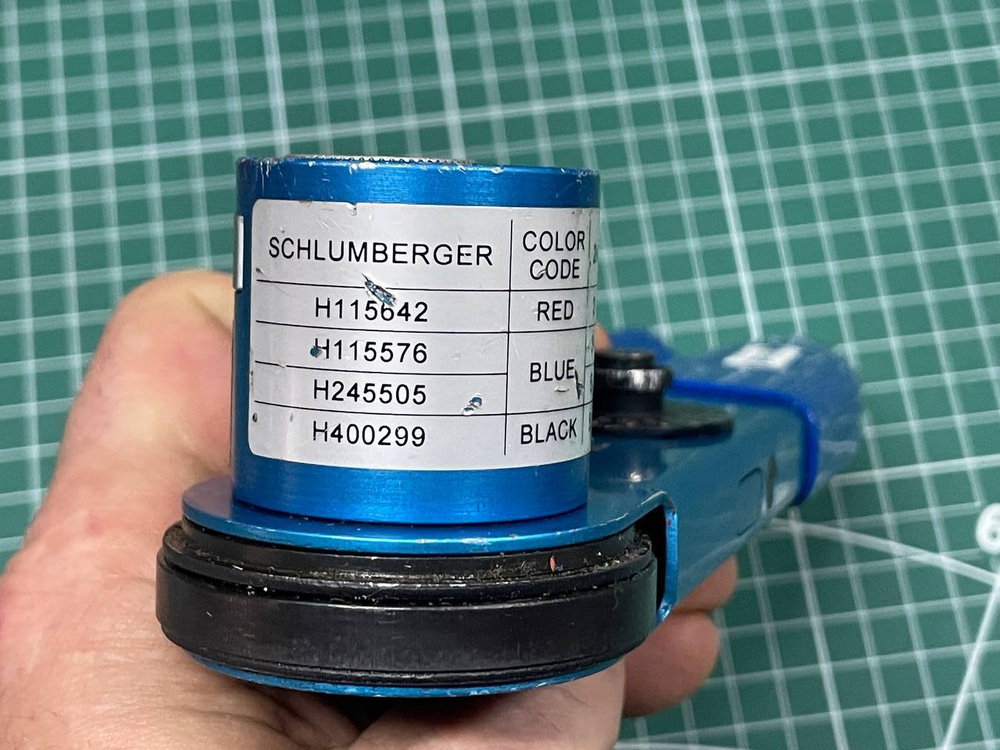 SCHLUMBERGER
COLOR
CODE
H115642
RED
H115576
BLUE
H245505
H400299
BLACK